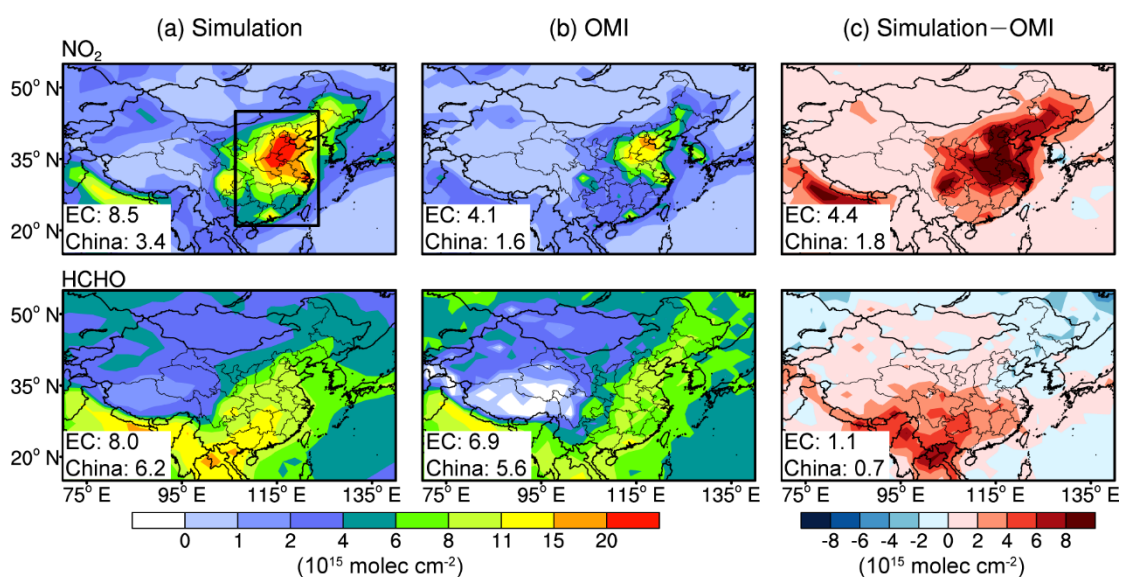 (a) Simulation (b) OMI (c) Simulation−OMI
NO₂
50° N
35° N
20° N
EC: 8.5
China: 3.4
EC: 4.1
China: 1.6
EC: 4.4
China: 1.8
HCHO
50° N
35° N
20° N
EC: 8.0
China: 6.2
EC: 6.9
China: 5.6
EC: 1.1
China: 0.7
75° E 95° E 115° E 135° E 75° E 95° E 115° E 135° E 75° E 95° E 115° E 135° E
0 1 2 4 6 8 11 15 20
(10¹⁵ molec cm⁻²)
-8 -6 -4 -2 0 2 4 6 8
(10¹⁵ molec cm⁻²)